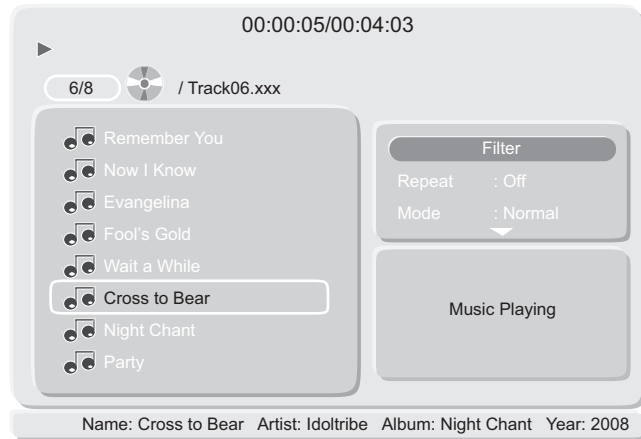 00:00:05/00:04:03
6/8 / Track06.xxx
Remember You
Now I Know
Evangelina
Fool's Gold
Wait a While
Cross to Bear
Night Chant
Party
Filter
Repeat : Off
Mode : Normal
Music Playing
Name: Cross to Bear Artist: Idoltribe Album: Night Chant Year: 2008